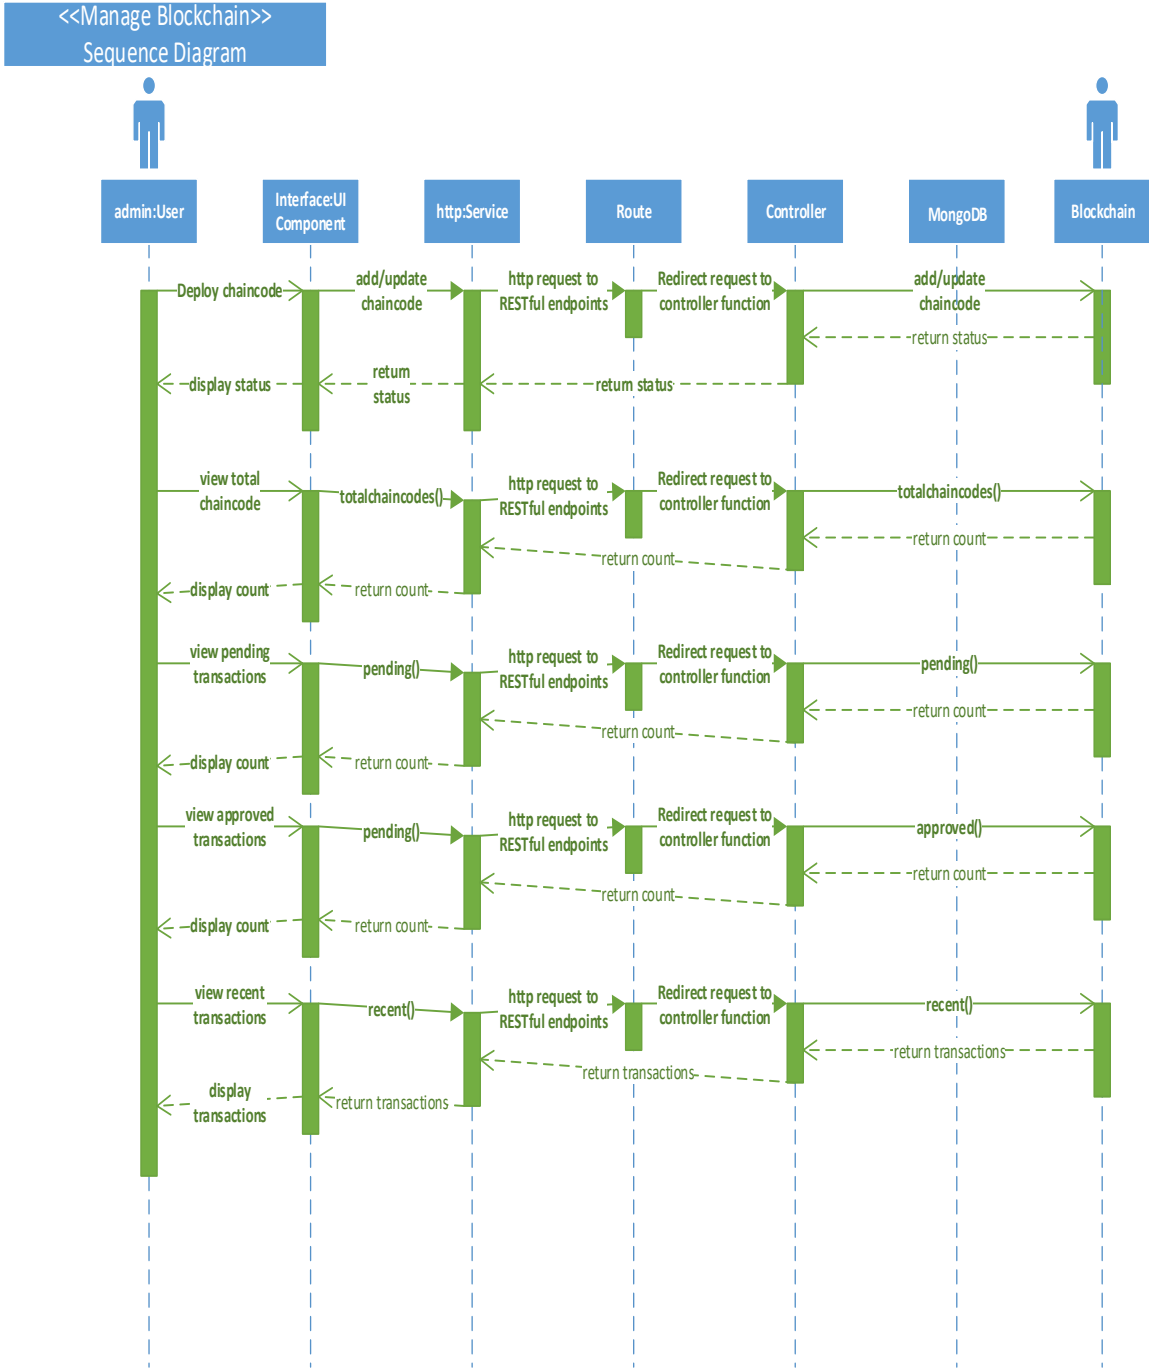 <<Manage Blockchain>>
Sequence Diagram
admin:User
Interface:UI
Component
http:Service
Route
Controller
MongoDB
Blockchain
Deploy chaincode
add/update
chaincode
http request to
RESTful endpoints
Redirect request to
controller function
add/update
chaincode
return status
display status
return
status
return status
view total
chaincode
totalchaincodes()
http request to
RESTful endpoints
Redirect request to
controller function
totalchaincodes()
return count
return count
display count
return count
view pending
transactions
pending()
http request to
RESTful endpoints
Redirect request to
controller function
pending()
return count
return count
display count
return count
view approved
transactions
pending()
http request to
RESTful endpoints
Redirect request to
controller function
approved()
return count
return count
display count
return count
view recent
transactions
recent()
http request to
RESTful endpoints
Redirect request to
controller function
recent()
return transactions
return transactions
display
transactions
return transactions